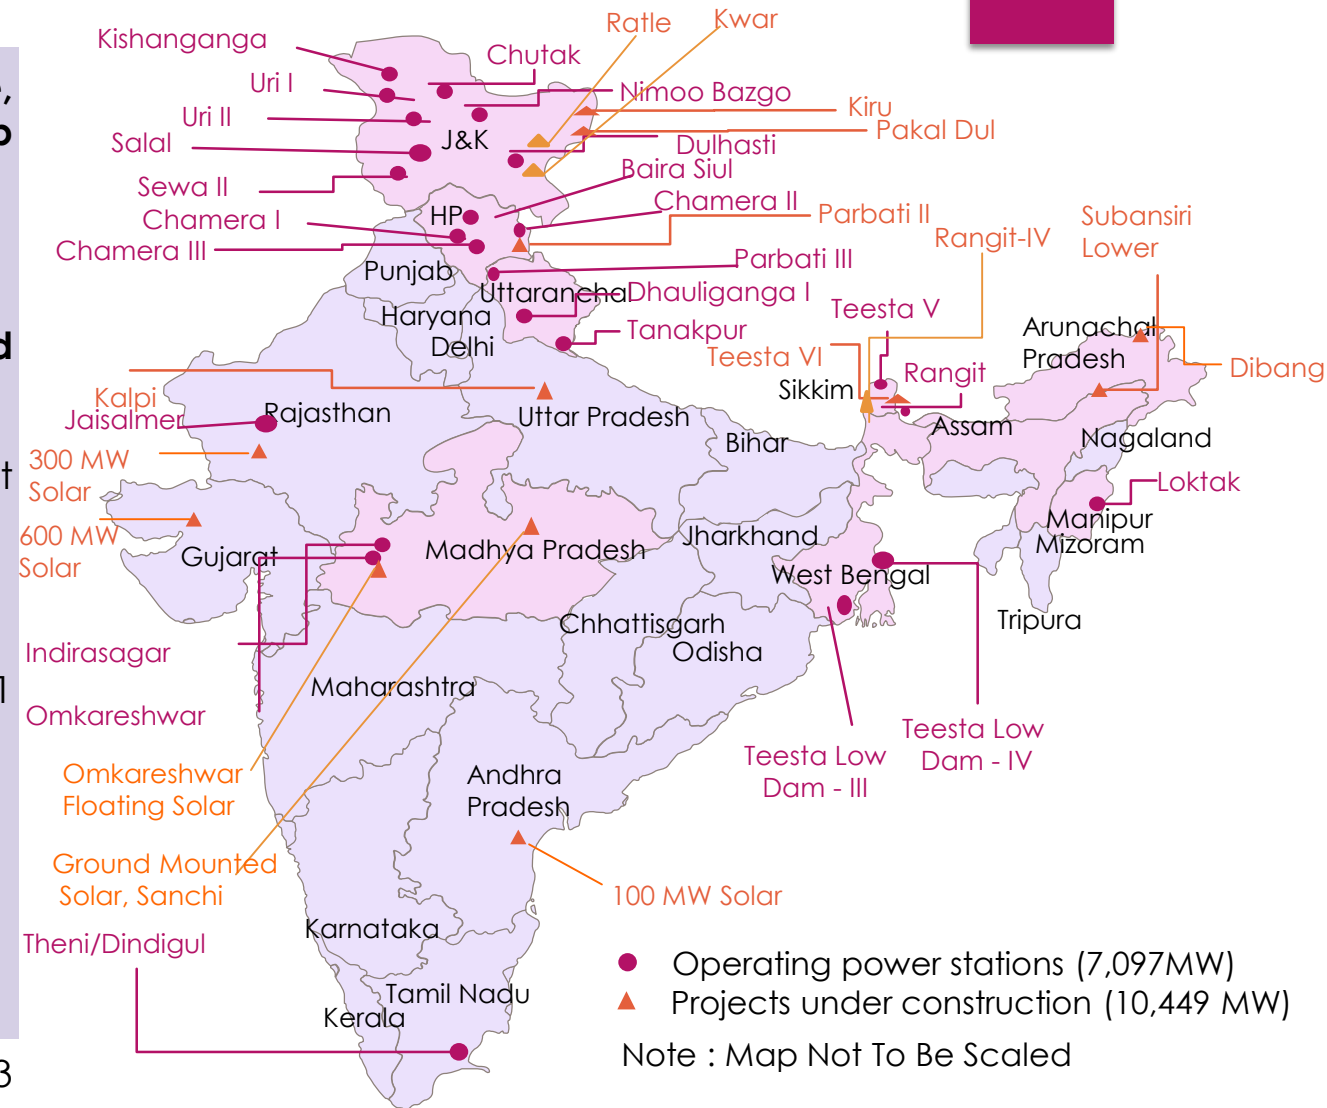 Ratle
Kwar
Kishanganga
Chutak
Uri I
Nimoo Bazgo
Kiru
Uri II
Pakal Dul
Salal
J&K
Dulhasti
Baira Siul
Sewa II
Chamera II
Chamera I
HP
Parbati II
Subansiri
Lower
Rangit-IV
Chamera III
Parbati III
Punjab
Uttaranchal
Dhauliganga I
Teesta V
Haryana
Delhi
Tanakpur
Arunachal
Pradesh
Teesta VI
Dibang
Rangit
Sikkim
Kalpi
Jaisalmer
Rajasthan
Uttar Pradesh
Assam
Bihar
Nagaland
300 MW
Solar
Loktak
600 MW
Solar
Manipur
Mizoram
Gujarat
Madhya Pradesh
Jharkhand
West Bengal
Tripura
Chhattisgarh
Odisha
Indirasagar
Maharashtra
Omkareshwar
Teesta Low
Dam - IV
Teesta Low
Dam - III
Omkareshwar
Floating Solar
Andhra
Pradesh
Ground Mounted
Solar, Sanchi
100 MW Solar
Karnataka
Theni/Dindigul
Tamil Nadu
Kerala
Operating power stations (7,097MW)
Projects under construction (10,449 MW)
Note : Map Not To Be Scaled